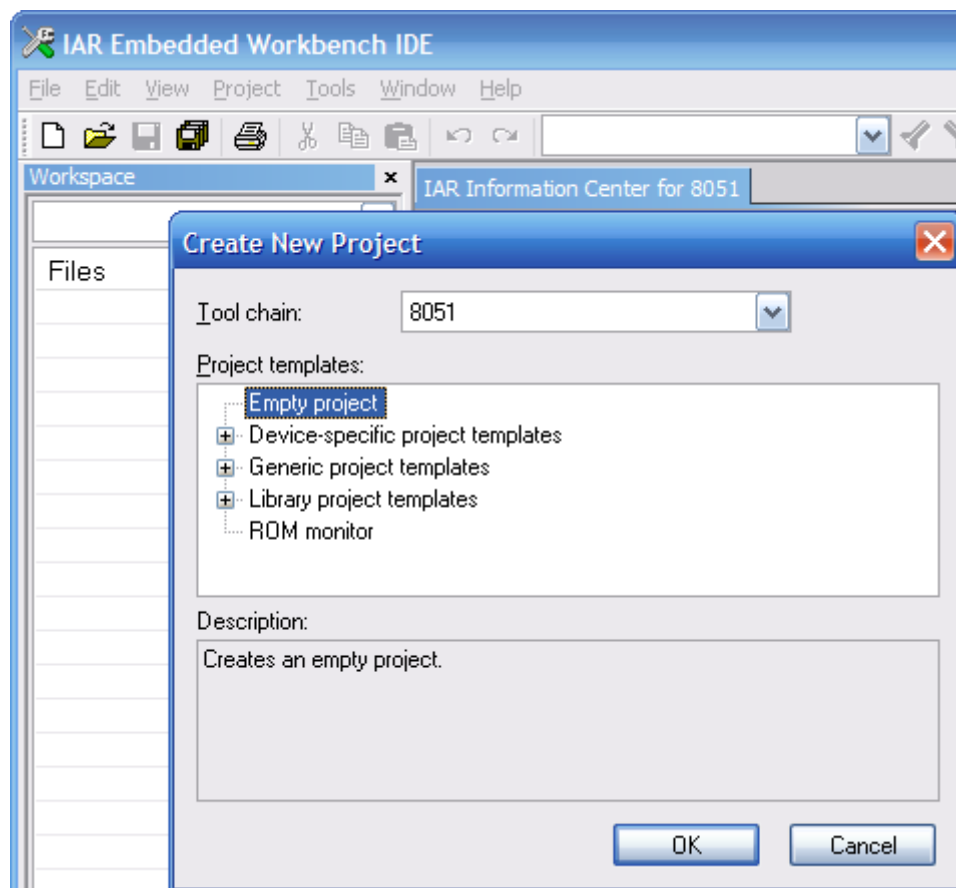 IAR Embedded Workbench IDE
File Edit View Project Tools Window Help
Workspace
IAR Information Center for 8051
Create New Project
Files
Tool chain: 8051
Project templates:
Empty project
Device-specific project templates
Generic project templates
Library project templates
ROM monitor
Description:
Creates an empty project.
OK Cancel